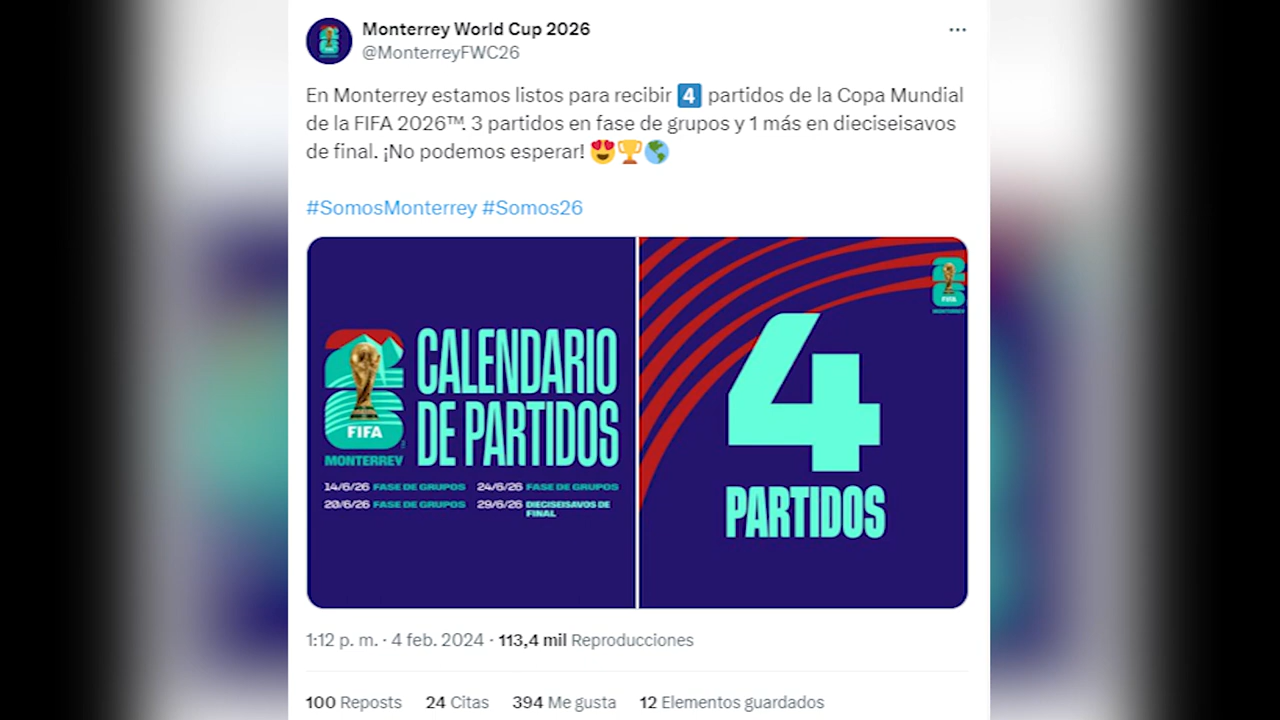 Monterrey World Cup 2026
@MonterreyFWC26
En Monterrey estamos listos para recibir 4️⃣ partidos de la Copa Mundial
de la FIFA 2026™. 3 partidos en fase de grupos y 1 más en dieciseisavos
de final. ¡No podemos esperar! 😍🏆🌎
#SomosMonterrey #Somos26
FIFA
MONTERREY
CALENDARIO
DE PARTIDOS
14/6/26 FASE DE GRUPOS 24/6/26 FASE DE GRUPOS
20/6/26 FASE DE GRUPOS 29/6/26 DIECISEISAVOS DE
FINAL
FIFA
MONTERREY
4
PARTIDOS
1:12 p. m. · 4 feb. 2024 · 113,4 mil Reproducciones
100 Reposts 24 Citas 394 Me gusta 12 Elementos guardados